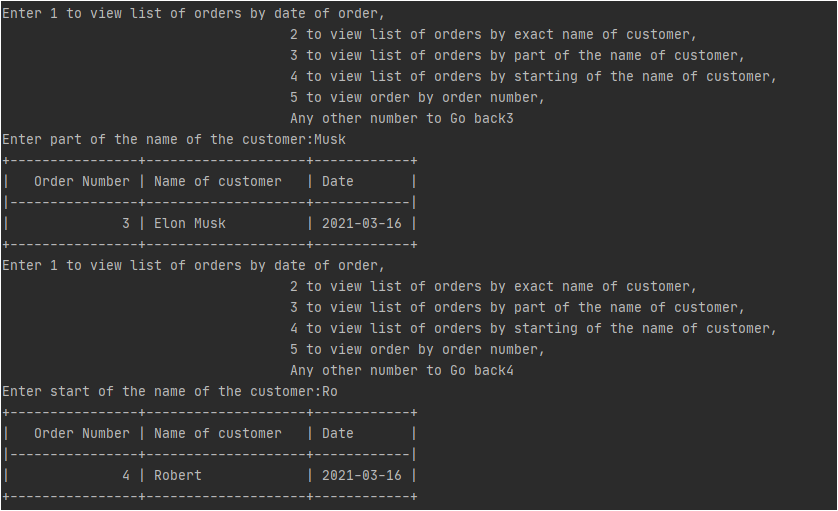 Enter 1 to view list of orders by date of order,
                                    2 to view list of orders by exact name of customer,
                                    3 to view list of orders by part of the name of customer,
                                    4 to view list of orders by starting of the name of customer,
                                    5 to view order by order number,
                                    Any other number to Go back3
Enter part of the name of the customer:Musk
+----------------+--------------------+------------+
|   Order Number | Name of customer   | Date       |
|----------------+--------------------+------------|
|              3 | Elon Musk          | 2021-03-16 |
+----------------+--------------------+------------+
Enter 1 to view list of orders by date of order,
                                    2 to view list of orders by exact name of customer,
                                    3 to view list of orders by part of the name of customer,
                                    4 to view list of orders by starting of the name of customer,
                                    5 to view order by order number,
                                    Any other number to Go back4
Enter start of the name of the customer:Ro
+----------------+--------------------+------------+
|   Order Number | Name of customer   | Date       |
|----------------+--------------------+------------|
|              4 | Robert             | 2021-03-16 |
+----------------+--------------------+------------+